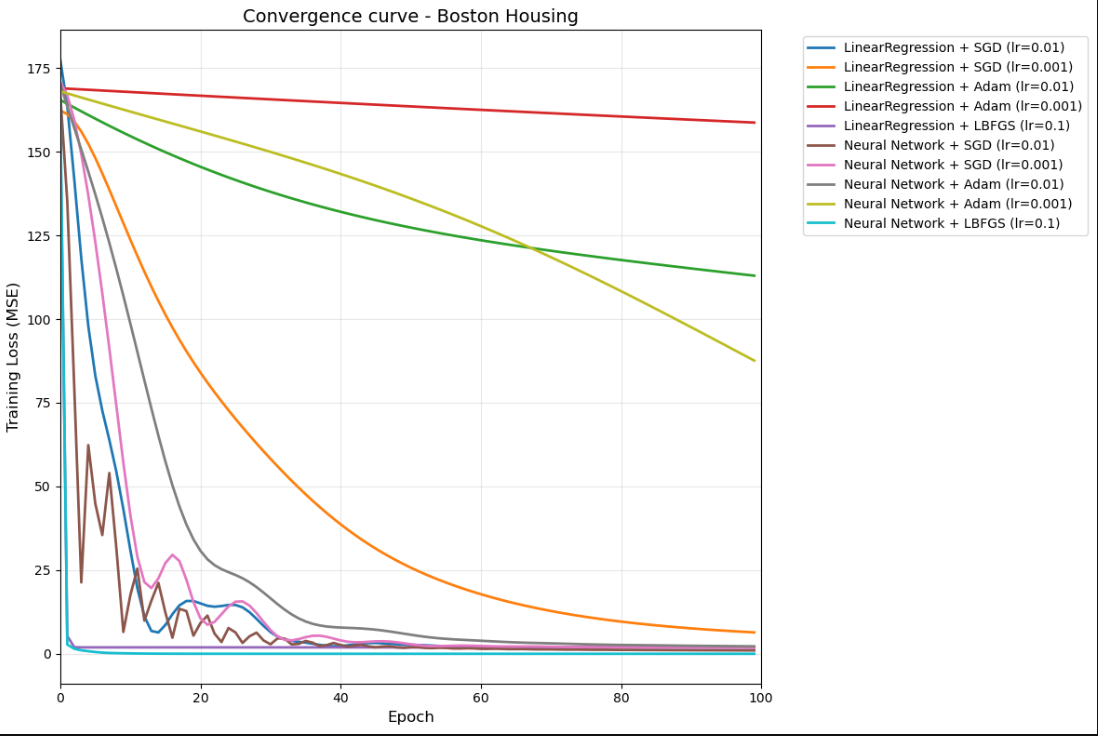 Convergence curve - Boston Housing
LinearRegression + SGD (lr=0.01)
LinearRegression + SGD (lr=0.001)
LinearRegression + Adam (lr=0.01)
LinearRegression + Adam (lr=0.001)
LinearRegression + LBFGS (lr=0.1)
Neural Network + SGD (lr=0.01)
Neural Network + SGD (lr=0.001)
Neural Network + Adam (lr=0.01)
Neural Network + Adam (lr=0.001)
Neural Network + LBFGS (lr=0.1)
Training Loss (MSE)
175
150
125
100
75
50
25
0
0 20 40 60 80 100
Epoch